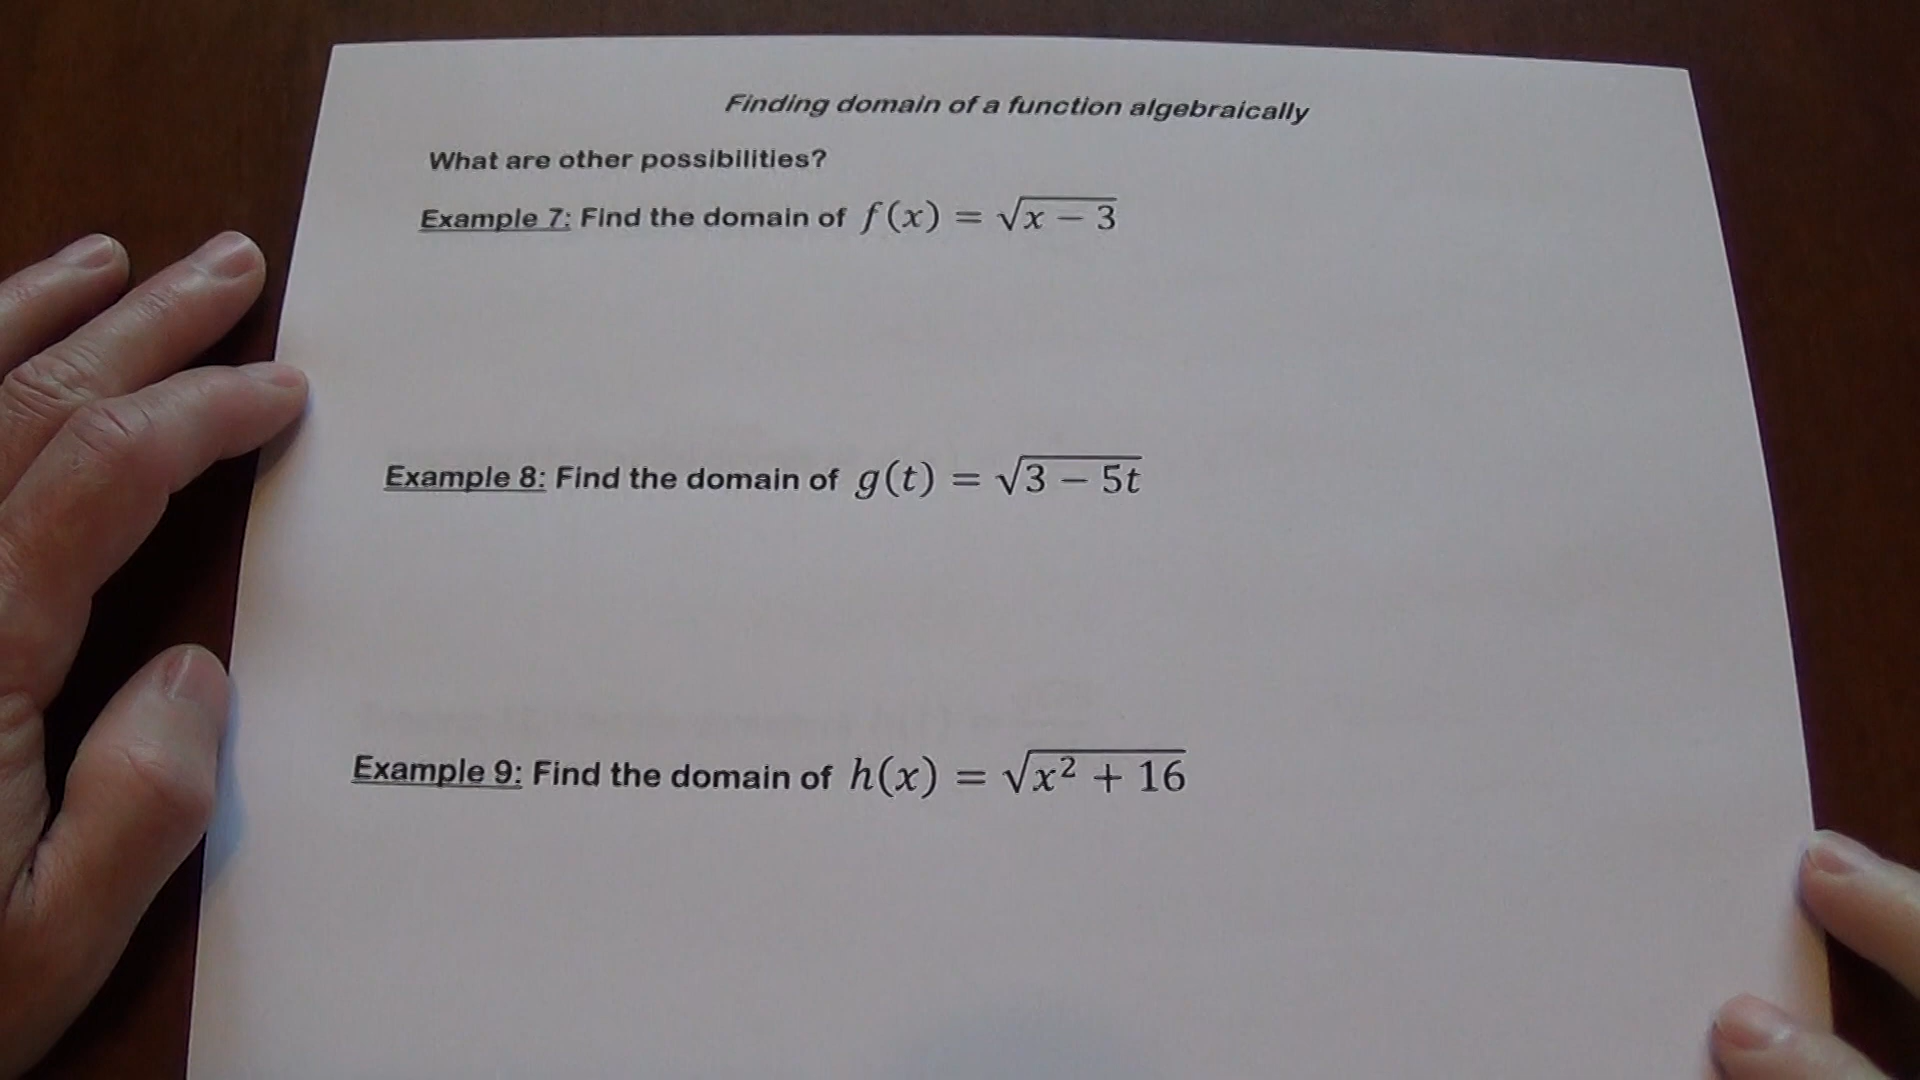 Finding domain of a function algebraically
What are other possibilities?
Example 7: Find the domain of f(x) = √(x − 3)
Example 8: Find the domain of g(t) = √(3 − 5t)
Example 9: Find the domain of h(x) = √(x² + 16)